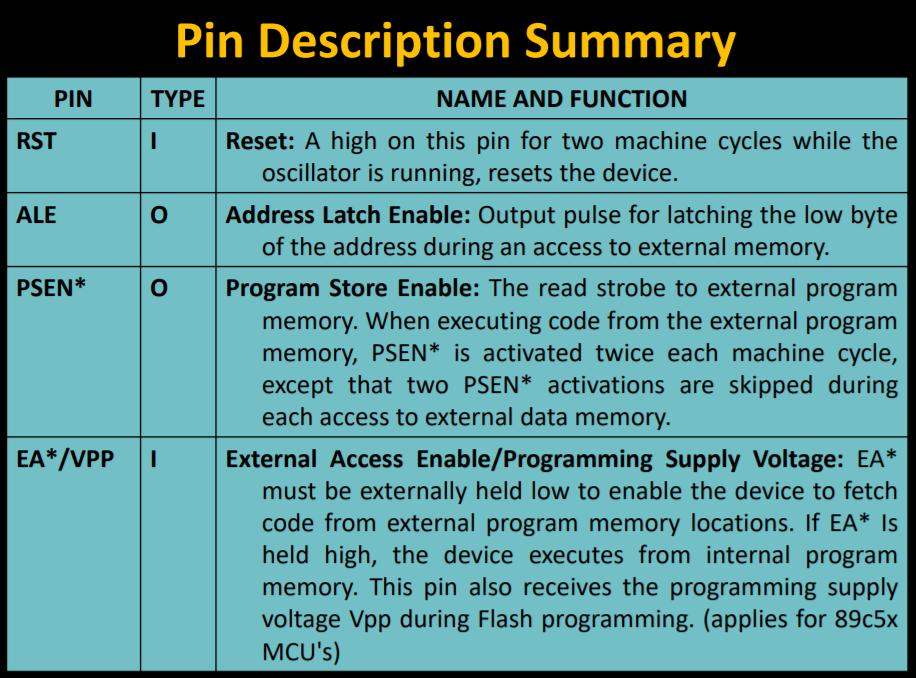 Pin Description Summary
PIN TYPE NAME AND FUNCTION
RST I Reset: A high on this pin for two machine cycles while the
oscillator is running, resets the device.
ALE O Address Latch Enable: Output pulse for latching the low byte
of the address during an access to external memory.
PSEN* O Program Store Enable: The read strobe to external program
memory. When executing code from the external program
memory, PSEN* is activated twice each machine cycle,
except that two PSEN* activations are skipped during
each access to external data memory.
EA*/VPP I External Access Enable/Programming Supply Voltage: EA*
must be externally held low to enable the device to fetch
code from external program memory locations. If EA* Is
held high, the device executes from internal program
memory. This pin also receives the programming supply
voltage Vpp during Flash programming. (applies for 89c5x
MCU's)